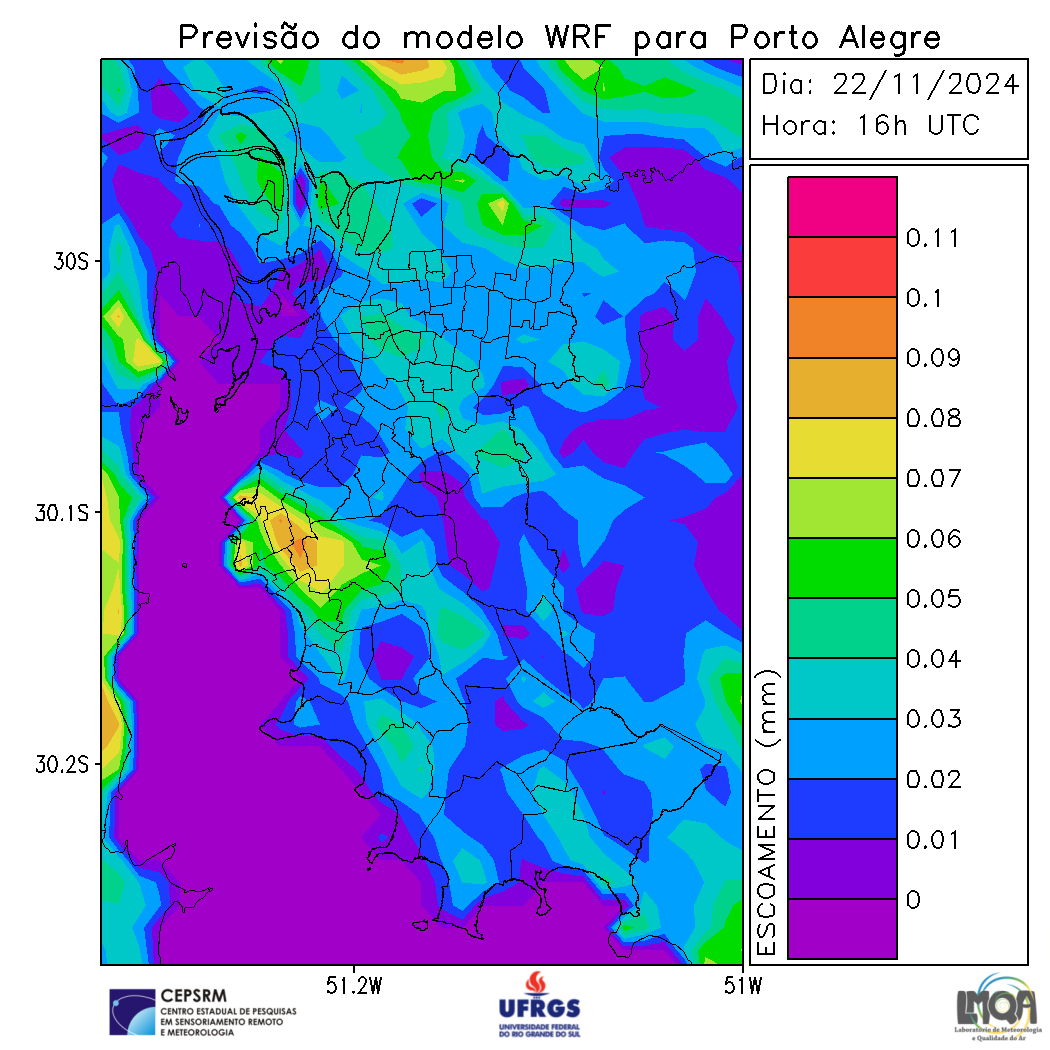 Previsão do modelo WRF para Porto Alegre
Dia: 22/11/2024
Hora: 16h UTC
30S
30.1S
30.2S
51.2W
51W
0.11
0.1
0.09
0.08
0.07
0.06
0.05
0.04
0.03
0.02
0.01
0
ESCOAMENTO (mm)
CEPSRM
CENTRO ESTADUAL DE PESQUISAS
EM SENSORIAMENTO REMOTO
E METEOROLOGIA
UFRGS
UNIVERSIDADE FEDERAL
DO RIO GRANDE DO SUL
LMQA
Laboratório de Meteorologia
e Qualidade do Ar